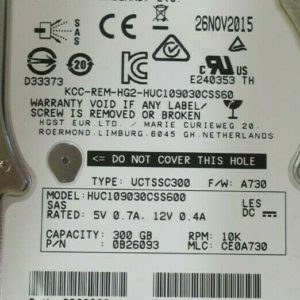 26NOV2015
SAS
D33373
20
E240353 TH
KCC-REM-HG2-HUC109030CSS60
WARRANTY VOID IF ANY LABEL/
SCREW IS REMOVED OR BROKEN
HGST EUR.LTD. / MARIE CURIEWEG 20.
ROERMOND.LIMBURG.6045 GH.NETHERLANDS
<< DO NOT COVER THIS HOLE >>
TYPE: UCTSSC300 F/W: A730
MODEL: HUC109030CSS600 LES
SAS DC
RATED: 5V 0.7A. 12V 0.4A
CAPACITY: 300 GB RPM: 10K
P/N: 0B26093 MLC: CE0A730